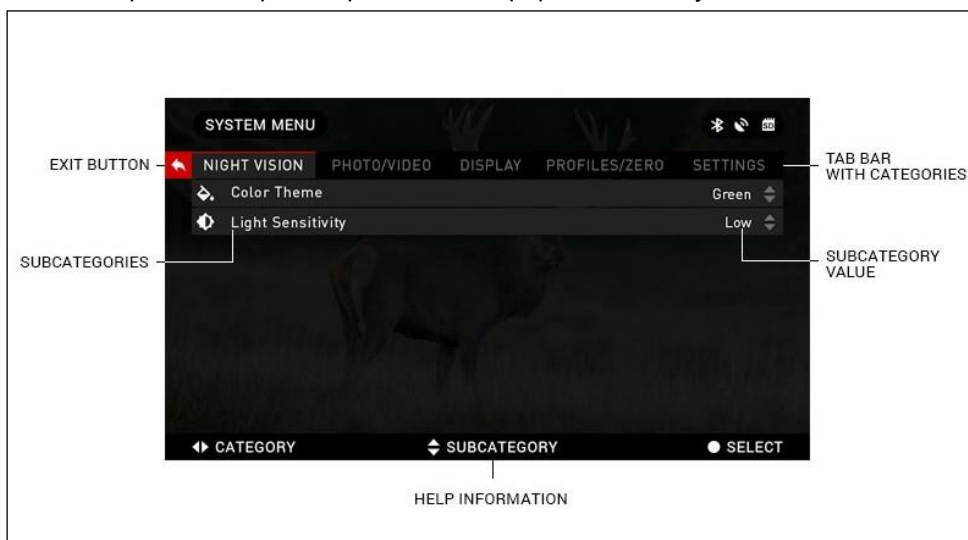 SYSTEM MENU
SD
EXIT BUTTON
NIGHT VISION PHOTO/VIDEO DISPLAY PROFILES/ZERO SETTINGS
TAB BAR
WITH CATEGORIES
Color Theme Green
Light Sensitivity Low
SUBCATEGORIES
SUBCATEGORY
VALUE
CATEGORY SUBCATEGORY SELECT
HELP INFORMATION